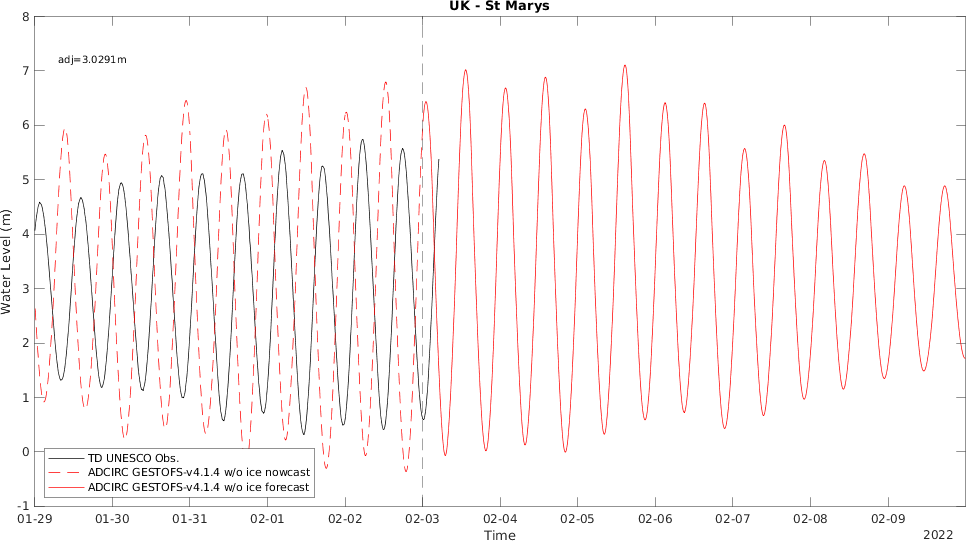 UK - St Marys
8
7
6
5
4
3
2
1
0
-1
Water Level (m)
adj=3.0291m
TD UNESCO Obs.
ADCIRC GESTOFS-v4.1.4 w/o ice nowcast
ADCIRC GESTOFS-v4.1.4 w/o ice forecast
01-29 01-30 01-31 02-01 02-02 02-03 02-04 02-05 02-06 02-07 02-08 02-09
Time
2022